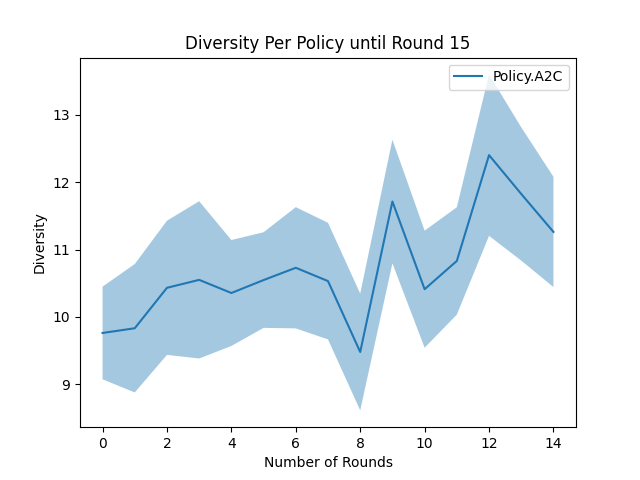 Diversity Per Policy until Round 15
Policy.A2C
Diversity
13
12
11
10
9
0 2 4 6 8 10 12 14
Number of Rounds